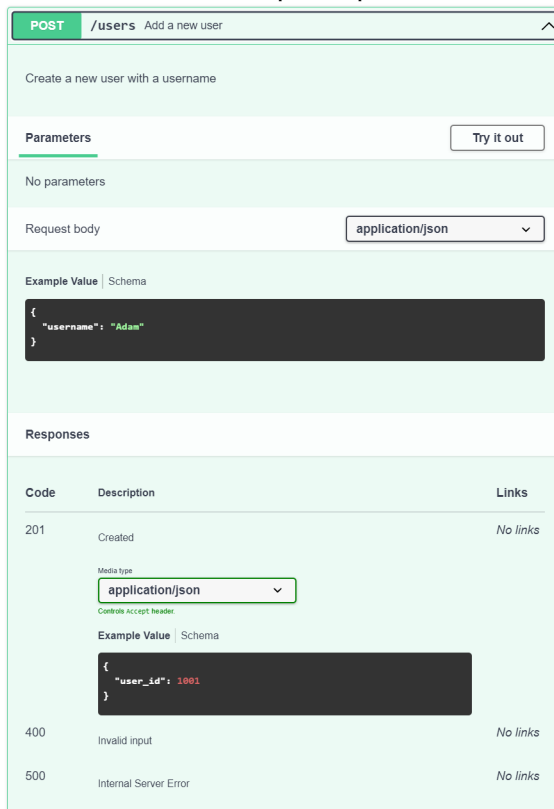 POST /users Add a new user
Create a new user with a username
Parameters Try it out
No parameters
Request body application/json
Example Value Schema
{
"username": "Adam"
}
Responses
Code Description Links
201 Created No links
Media type
application/json
Controls Accept header.
Example Value Schema
{
"user_id": 1001
}
400 Invalid input No links
500 Internal Server Error No links